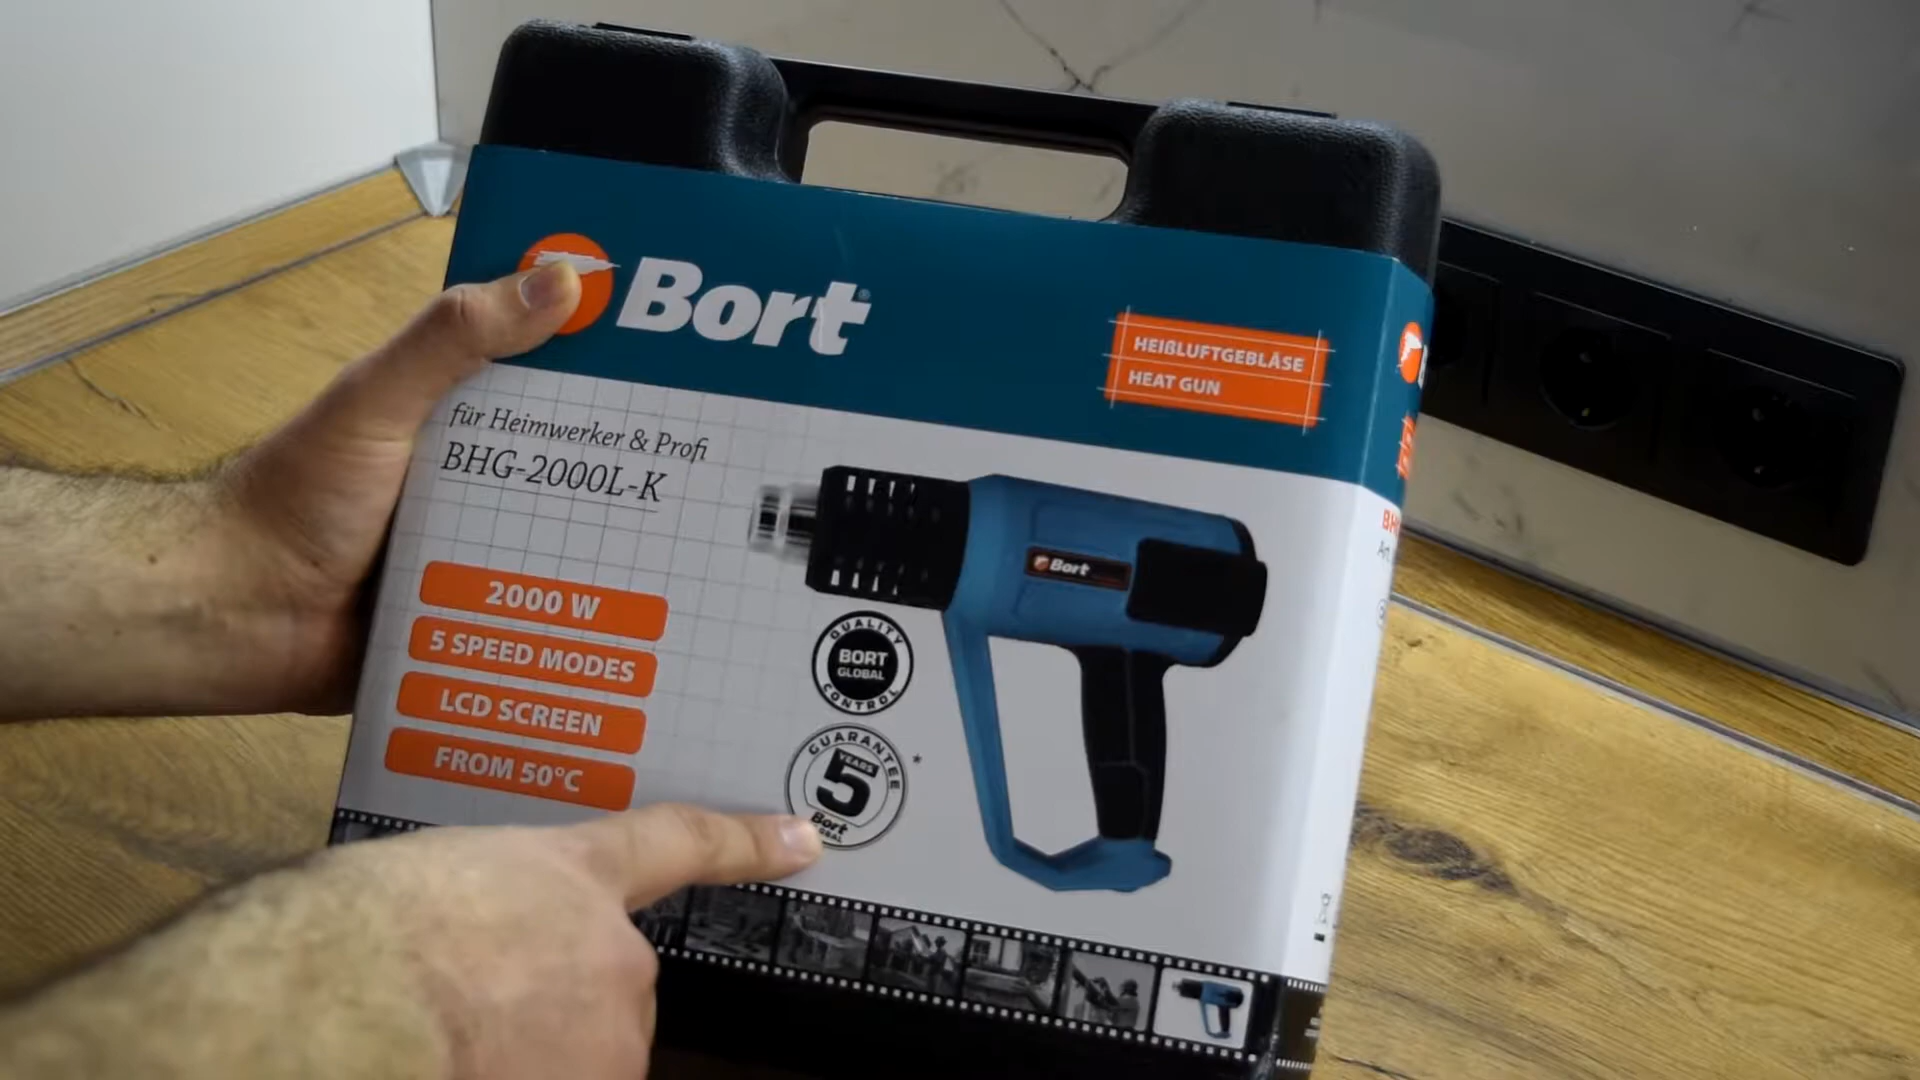 Bort®
HEIßLUFTGEBLÄSE
HEAT GUN
für Heimwerker & Profi
BHG-2000L-K
2000 W
5 SPEED MODES
LCD SCREEN
FROM 50°C
Bort
QUALITY
BORT
GLOBAL
CONTROL
GUARANTEE
YEARS
5
Bort
*